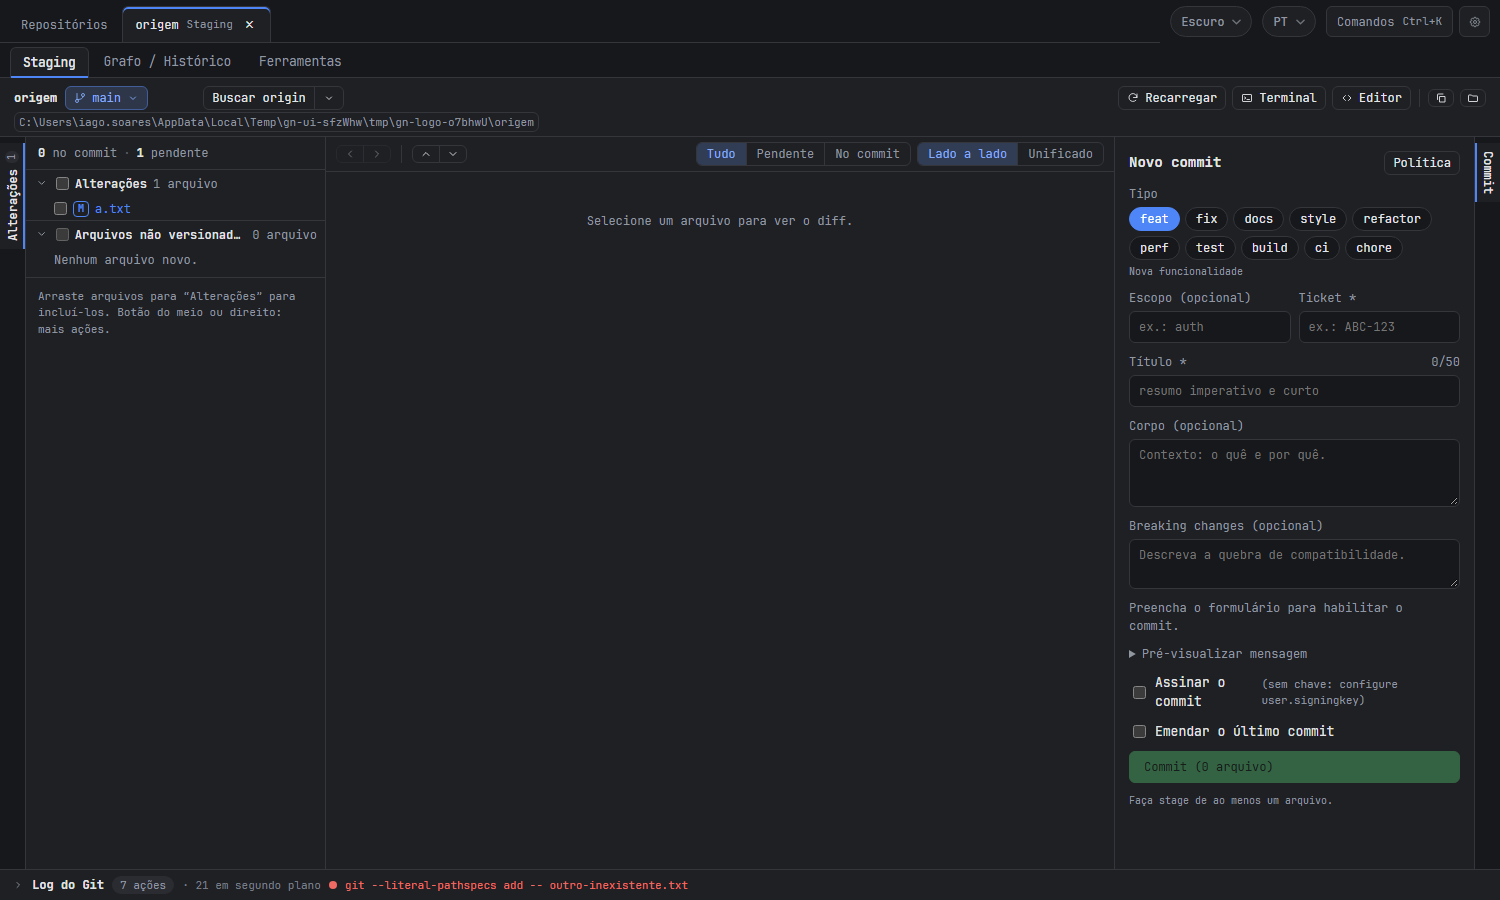 Repositórios
origem Staging ×
Escuro
PT
Comandos Ctrl+K
Staging
Grafo / Histórico
Ferramentas
origem
main
Buscar origin
Recarregar
Terminal
Editor
C:\Users\iago.soares\AppData\Local\Temp\gn-ui-sfzWhw\tmp\gn-logo-o7bhwU\origem
Alterações 1
0 no commit · 1 pendente
Alterações 1 arquivo
M a.txt
Arquivos não versionad… 0 arquivo
Nenhum arquivo novo.
Arraste arquivos para “Alterações” para
incluí-los. Botão do meio ou direito:
mais ações.
Tudo
Pendente
No commit
Lado a lado
Unificado
Selecione um arquivo para ver o diff.
Novo commit
Política
Tipo
feat fix docs style refactor
perf test build ci chore
Nova funcionalidade
Escopo (opcional)
Ticket *
ex.: auth
ex.: ABC-123
Título *
0/50
resumo imperativo e curto
Corpo (opcional)
Contexto: o quê e por quê.
Breaking changes (opcional)
Descreva a quebra de compatibilidade.
Preencha o formulário para habilitar o
commit.
Pré-visualizar mensagem
Assinar o
commit
(sem chave: configure
user.signingkey)
Emendar o último commit
Commit (0 arquivo)
Faça stage de ao menos um arquivo.
Commit
Log do Git 7 ações · 21 em segundo plano git --literal-pathspecs add -- outro-inexistente.txt